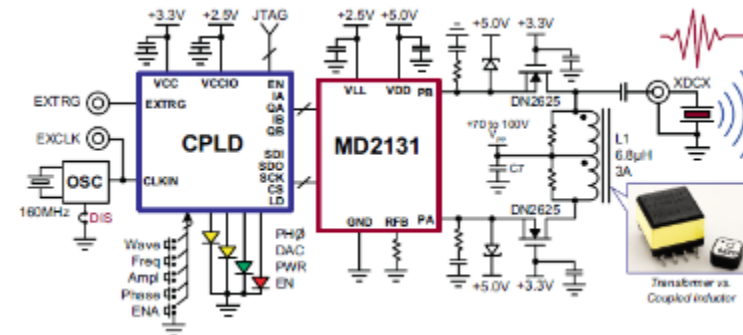 +3.3V
+2.5V
JTAG
+2.5V
+5.0V
+5.0V
+3.3V
VCC
VCCIO
EN
IA
QA
IB
QB
SDI
SDO
SCK
CS
LD
EXTRG
EXTRG
EXCLK
CPLD
OSC
CLKIN
160MHz
DIS
VLL
VDD
PB
MD2131
GND
RFB
PA
DN2625
XDCX
+70 to 100V
C7
L1
6.8µH
3A
DN2625
Wave
Freq
Ampl
Phase
ENA
PHØ
DAC
PWR
EN
+5.0V
+3.3V
Transformer vs.
Coupled Inductor